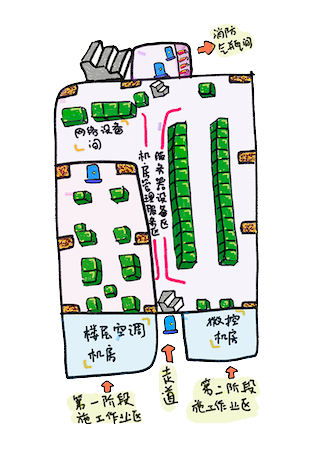 消防
气瓶间
网络设备
间
机房管理服务区
服务器设备区
楼层空调
机房
微控
机房
第一阶段
施工作业区
走道
第二阶段
施工作业区